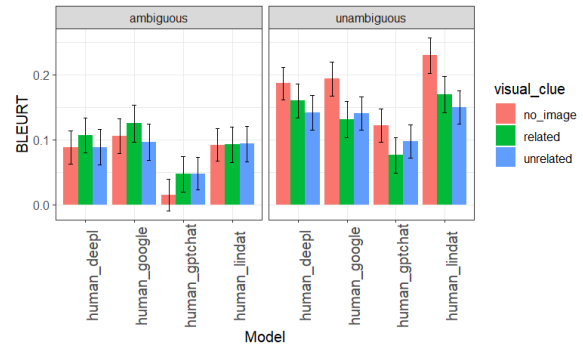 ambiguous
unambiguous
BLEURT
0.2
0.1
0.0
human_deepl
human_google
human_gptchat
human_lindat
human_deepl
human_google
human_gptchat
human_lindat
Model
visual_clue
no_image
related
unrelated